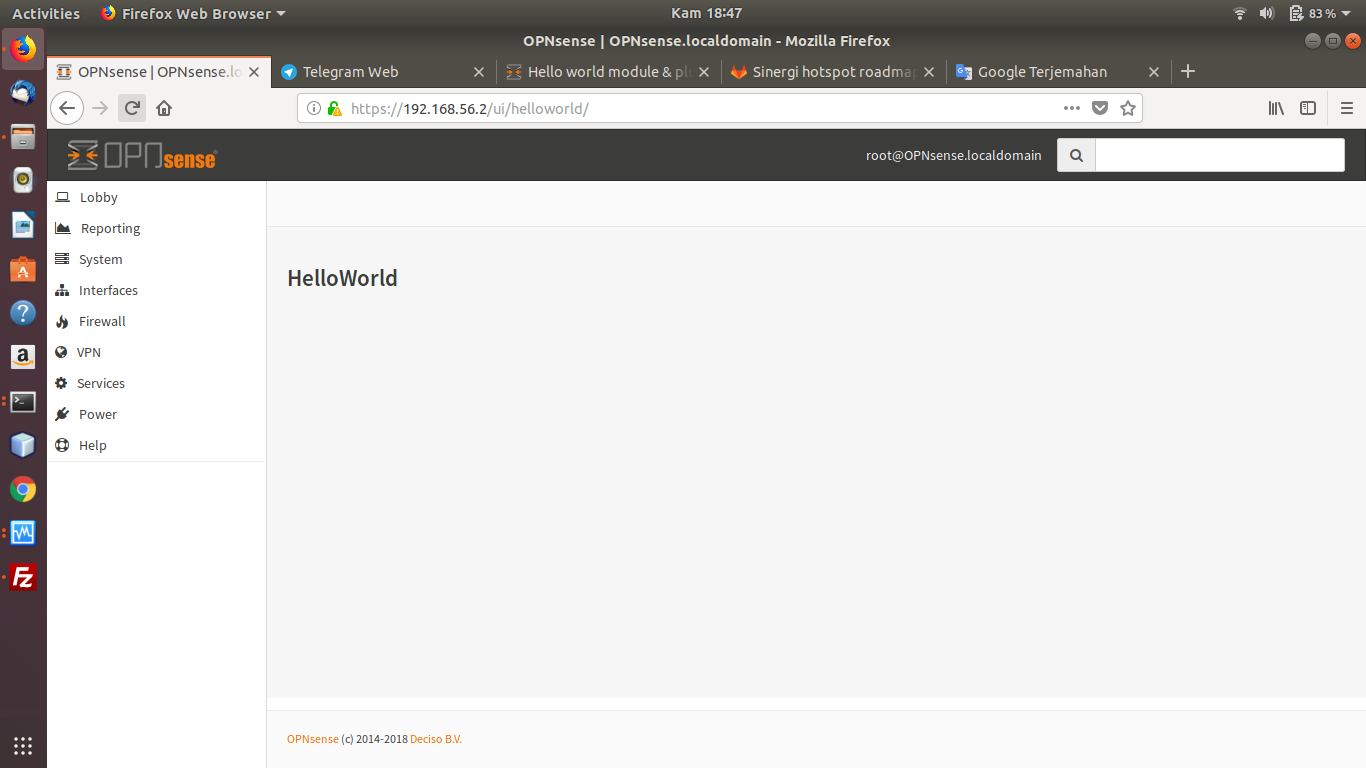 Activities Firefox Web Browser Kam 18:47 83 %
OPNsense | OPNsense.localdomain - Mozilla Firefox
OPNsense | OPNsense.lo Telegram Web Hello world module & pl Sinergi hotspot roadmap Google Terjemahan
https://192.168.56.2/ui/helloworld/
OPNsense root@OPNsense.localdomain
Lobby
Reporting
System
HelloWorld
Interfaces
Firewall
VPN
Services
Power
Help
OPNsense (c) 2014-2018 Deciso B.V.